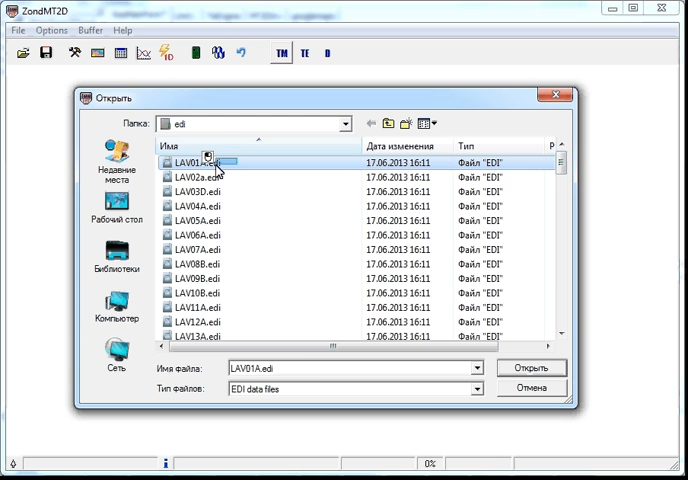 ZondMT2D
File Options Buffer Help
1D TM TE D
Открыть
Папка: edi
Имя Дата изменения Тип Р
LAV01A.edi 17.06.2013 16:11 Файл "EDI"
LAV02a.edi 17.06.2013 16:11 Файл "EDI"
LAV03D.edi 17.06.2013 16:11 Файл "EDI"
LAV04A.edi 17.06.2013 16:11 Файл "EDI"
LAV05A.edi 17.06.2013 16:11 Файл "EDI"
LAV06A.edi 17.06.2013 16:11 Файл "EDI"
LAV07A.edi 17.06.2013 16:11 Файл "EDI"
LAV08B.edi 17.06.2013 16:11 Файл "EDI"
LAV09B.edi 17.06.2013 16:11 Файл "EDI"
LAV10B.edi 17.06.2013 16:11 Файл "EDI"
LAV11A.edi 17.06.2013 16:11 Файл "EDI"
LAV12A.edi 17.06.2013 16:11 Файл "EDI"
LAV13A.edi 17.06.2013 16:11 Файл "EDI"
Недавние
места
Рабочий стол
Библиотеки
Компьютер
Сеть
Имя файла: LAV01A.edi Открыть
Тип файлов: EDI data files Отмена
0%